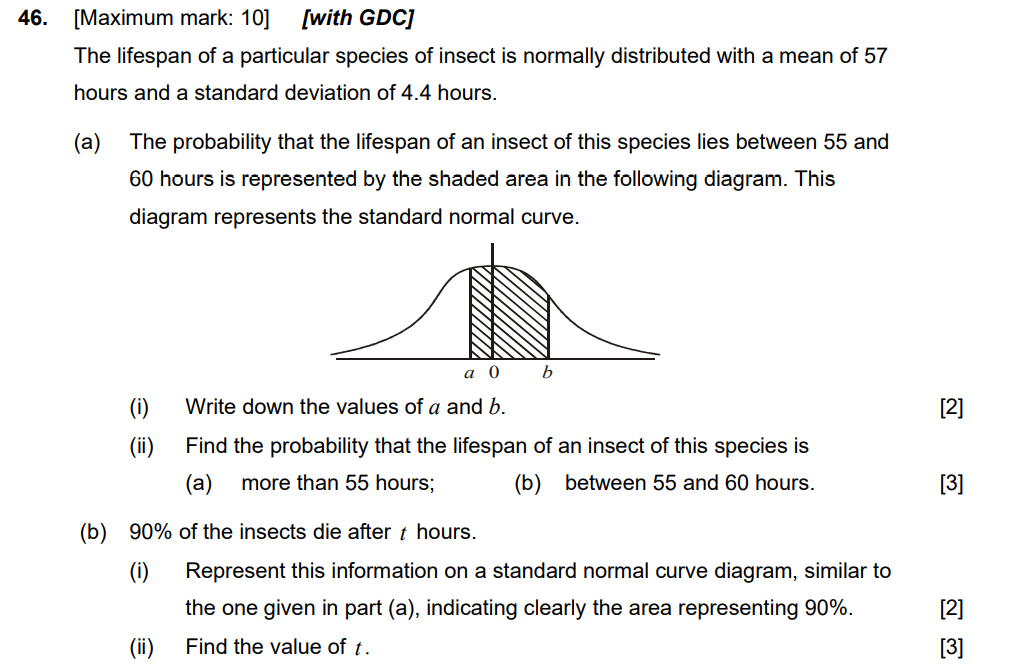 46. [Maximum mark: 10] [with GDC]
The lifespan of a particular species of insect is normally distributed with a mean of 57
hours and a standard deviation of 4.4 hours.
(a) The probability that the lifespan of an insect of this species lies between 55 and
60 hours is represented by the shaded area in the following diagram. This
diagram represents the standard normal curve.
a 0 b
(i) Write down the values of a and b. [2]
(ii) Find the probability that the lifespan of an insect of this species is
(a) more than 55 hours; (b) between 55 and 60 hours. [3]
(b) 90% of the insects die after t hours.
(i) Represent this information on a standard normal curve diagram, similar to
the one given in part (a), indicating clearly the area representing 90%. [2]
(ii) Find the value of t. [3]